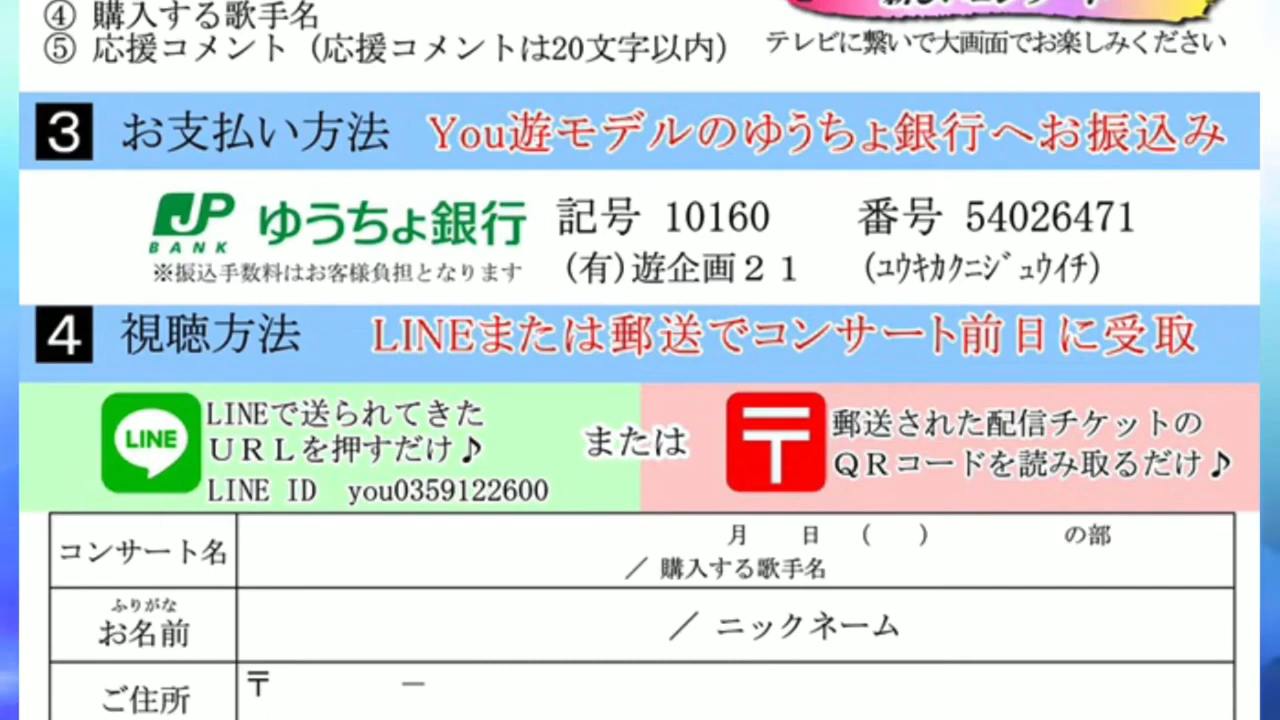 ④ 購入する歌手名
⑤ 応援コメント（応援コメントは20文字以内）
テレビに繋いで大画面でお楽しみください
3 お支払い方法 You遊モデルのゆうちょ銀行へお振込み
JP BANK ゆうちょ銀行 記号 10160 番号 54026471
※振込手数料はお客様負担となります (有)遊企画２１ (ﾕｳｷｶｸﾆｼﾞｭｳｲﾁ)
4 視聴方法 LINEまたは郵送でコンサート前日に受取
LINE
LINEで送られてきた
ＵＲＬを押すだけ♪
LINE ID you0359122600
または
〒
郵送された配信チケットの
ＱＲコードを読み取るだけ♪
コンサート名 月 日 （ ） の部
／ 購入する歌手名
ふりがな
お名前 ／ ニックネーム
ご住所 〒 －